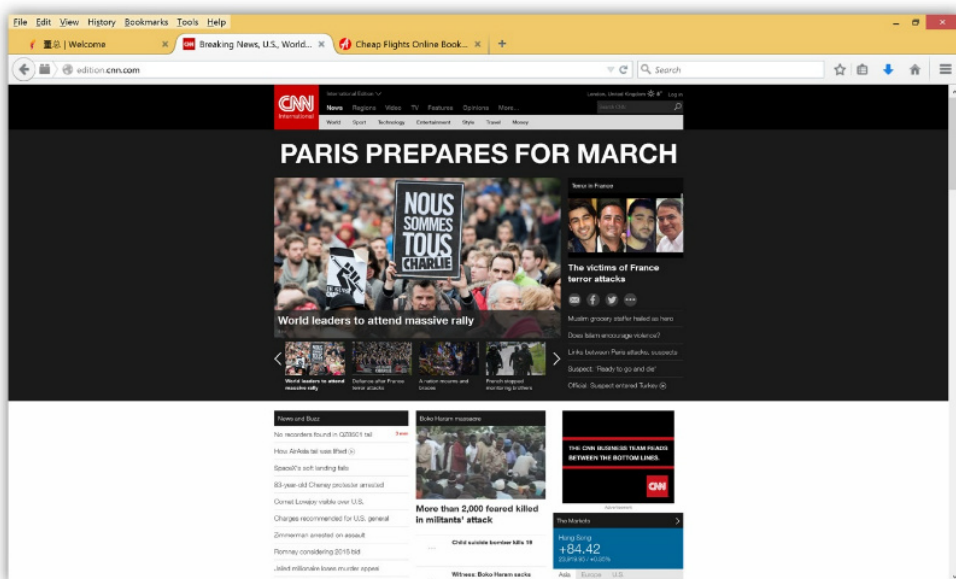 File Edit View History Bookmarks Tools Help
| Welcome
Breaking News, U.S., World...
Cheap Flights Online Book...
edition.cnn.com
Search
CNN
International
International Edition
London, United Kingdom
Log in
News Regions Video TV Features Opinions More...
Search CNN
World Sport Technology Entertainment Style Travel Money
PARIS PREPARES FOR MARCH
NOUS
SOMMES
TOUS
CHARLIE
World leaders to attend massive rally
World leaders to attend
massive rally
Defiance after France
terror attacks
A nation mourns and
braces
French stopped
monitoring brothers
Terror in France
The victims of France
terror attacks
Muslim grocery staffer hailed as hero
Does Islam encourage violence?
Links between Paris attacks, suspects
Suspect: 'Ready to go and die'
Official: Suspect entered Turkey
News and Buzz
No recorders found in QZ8501 tail
How AirAsia tail was lifted
SpaceX's soft landing fails
83-year-old Cheney protester arrested
Comet Lovejoy visible over U.S.
Charges recommended for U.S. general
Zimmerman arrested on assault
Romney considering 2016 bid
Jailed millionaire loses murder appeal
Boko Haram massacre
More than 2,000 feared killed
in militants' attack
Child suicide bomber kills 19
Witness: Boko Haram sacks
THE CNN BUSINESS TEAM READS
BETWEEN THE BOTTOM LINES.
CNN
Advertisement
The Markets
Hang Seng
+84.42
Asia Europe U.S.